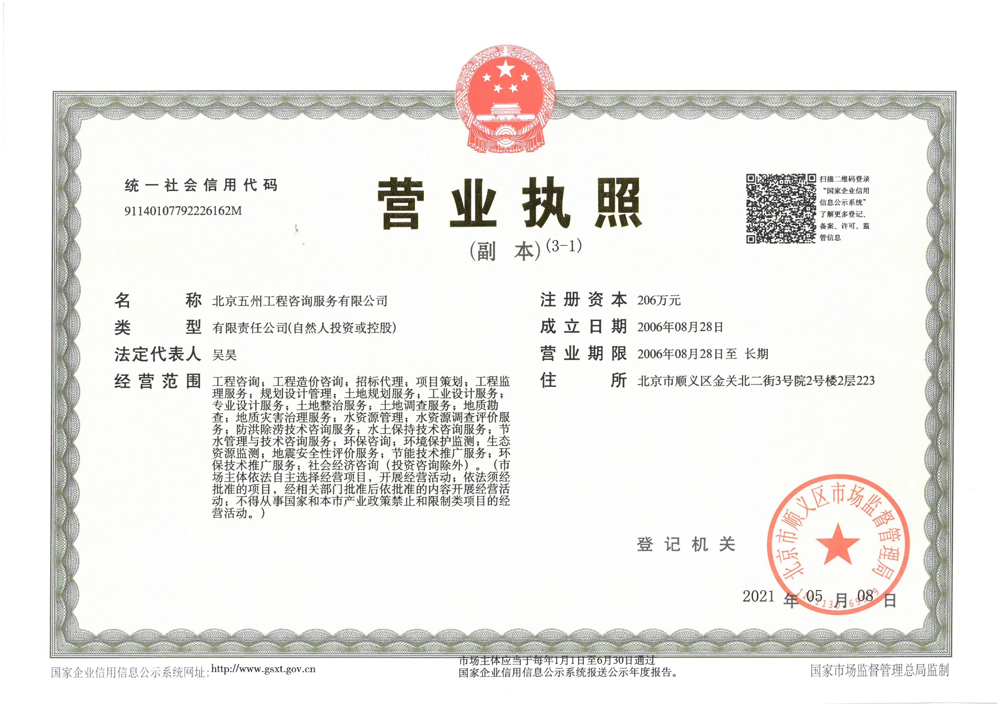 统一社会信用代码
91140107792226162M
营业执照
(副 本)(3-1)
扫描二维码登录
“国家企业信用
信息公示系统”
了解更多登记、
备案、许可、监
管信息
名 称 北京五州工程咨询服务有限公司
类 型 有限责任公司(自然人投资或控股)
法定代表人 吴昊
经营范围 工程咨询；工程造价咨询；招标代理；项目策划；工程监
理服务；规划设计管理；土地规划服务；工业设计服务；
专业设计服务；土地整治服务；土地调查服务；地质勘
查；地质灾害治理服务；水资源管理；水资源调查评价服
务；防洪除涝技术咨询服务；水土保持技术咨询服务；节
水管理与技术咨询服务；环保咨询；环境保护监测；生态
资源监测；地震安全性评价服务；节能技术推广服务；环
保技术推广服务；社会经济咨询（投资咨询除外）。（市
场主体依法自主选择经营项目，开展经营活动；依法须经
批准的项目，经相关部门批准后依批准的内容开展经营活
动；不得从事国家和本市产业政策禁止和限制类项目的经
营活动。）
注册资本 206万元
成立日期 2006年08月28日
营业期限 2006年08月28日至 长期
住 所 北京市顺义区金关北二街3号院2号楼2层223
登记机关
北京市顺义区市场监督管理局
2021 年 05 月 08 日
国家企业信用信息公示系统网址：http://www.gsxt.gov.cn
市场主体应当于每年1月1日至6月30日通过
国家企业信用信息公示系统报送公示年度报告。
国家市场监督管理总局监制